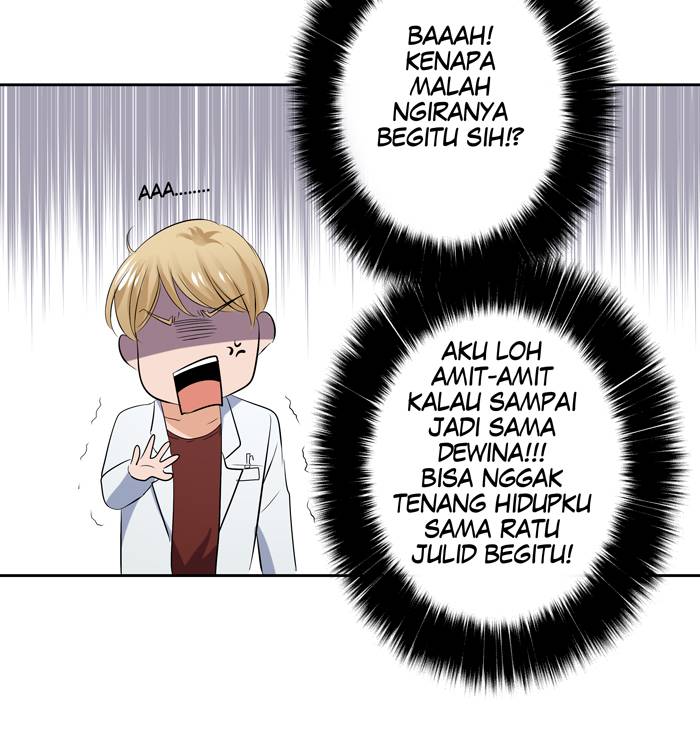 BAAAH!
KENAPA
MALAH
NGIRANYA
BEGITU SIH!?
AAA........
AKU LOH
AMIT-AMIT
KALAU SAMPAI
JADI SAMA
DEWINA!!!
BISA NGGAK
TENANG HIDUPKU
SAMA RATU
JULID BEGITU!